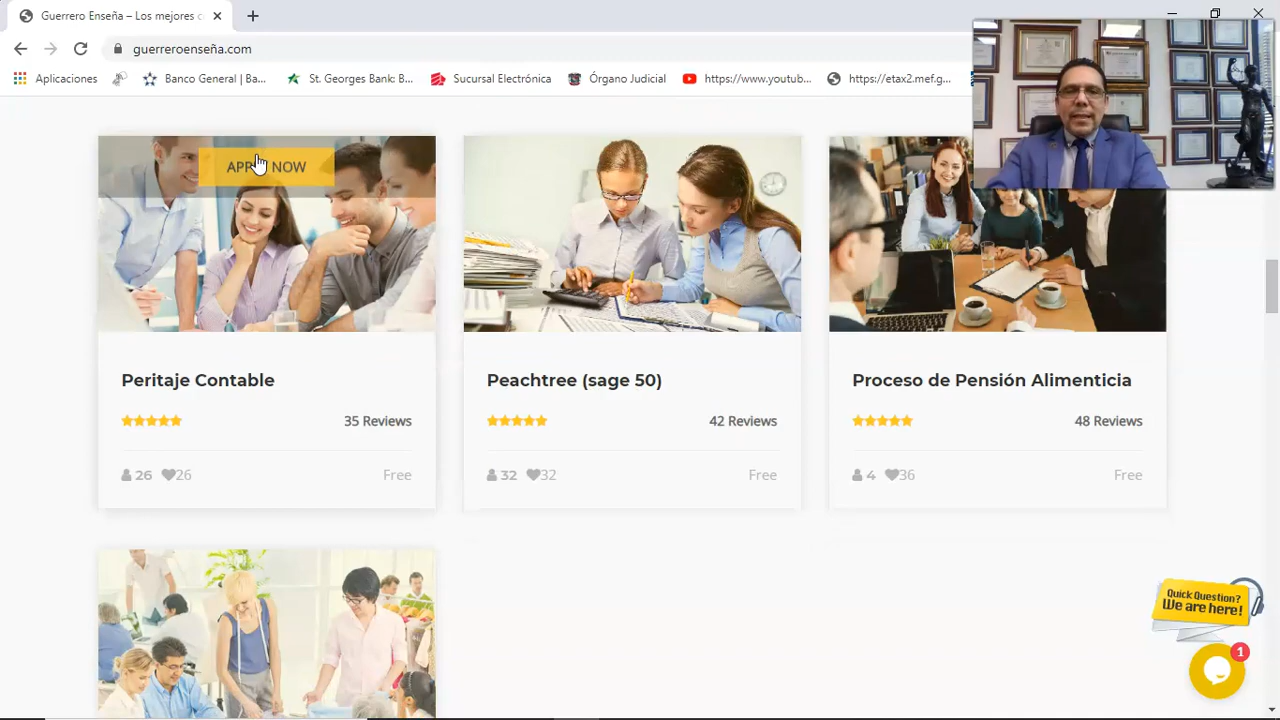 Guerrero Enseña – Los mejores c
guerreroenseña.com
Aplicaciones
Banco General | Ba...
St. Georges Bank: B...
Sucursal Electrónica
Órgano Judicial
https://www.youtub...
https://etax2.mef.g...
NOW
Peritaje Contable
35 Reviews
26 26
Free
Peachtree (sage 50)
42 Reviews
32 32
Free
Proceso de Pensión Alimenticia
48 Reviews
4 36
Free
Quick Question?
We are here!
1